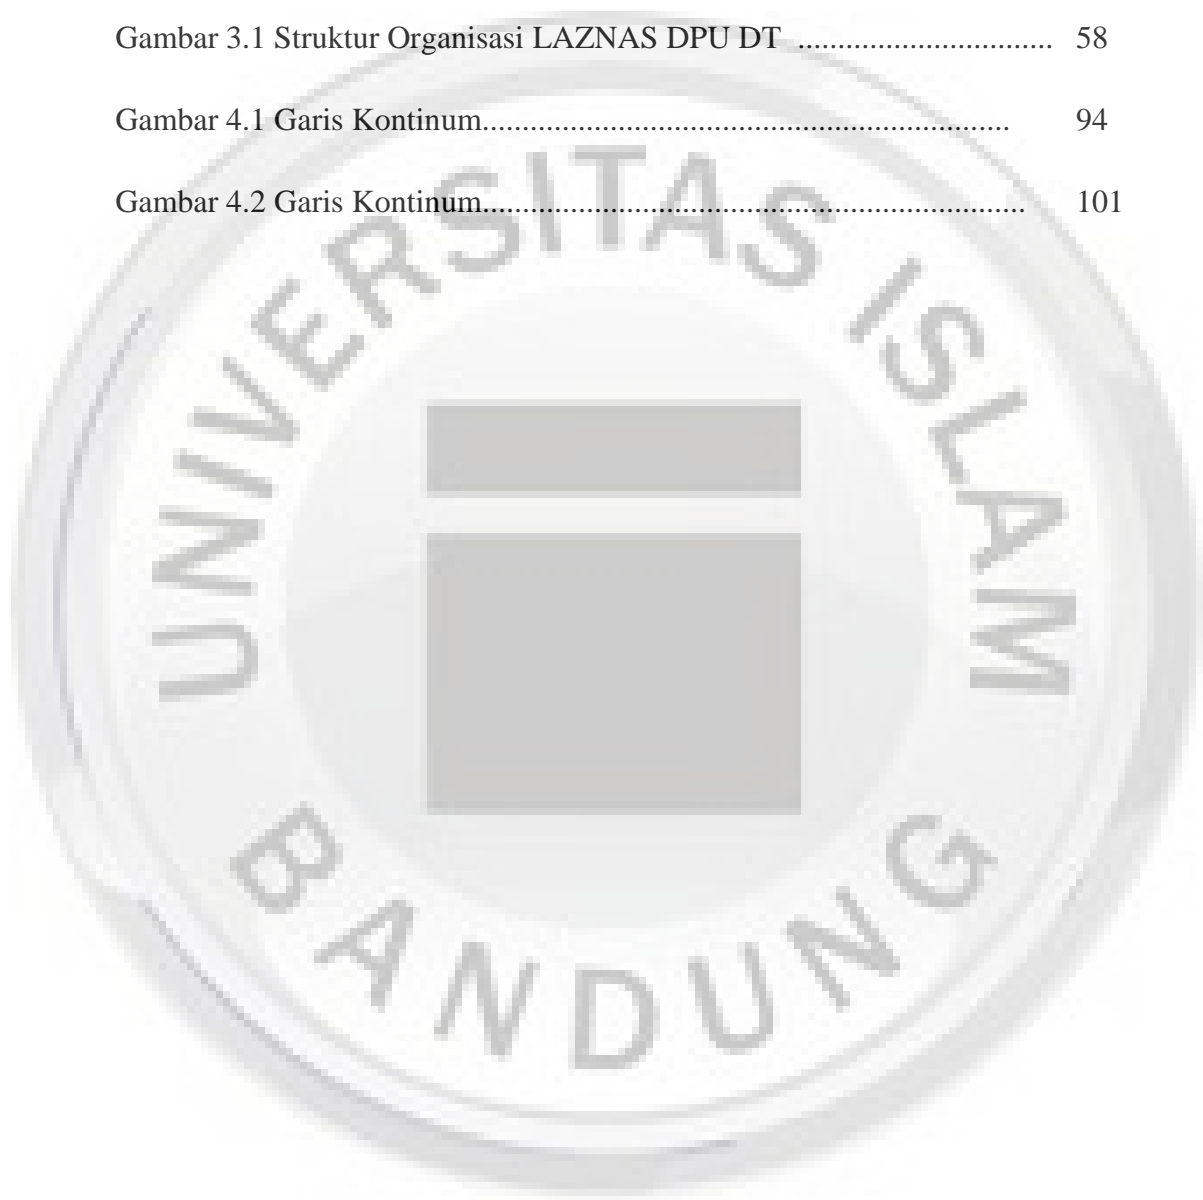 Gambar 3.1 Struktur Organisasi LAZNAS DPU DT ................................ 58
Gambar 4.1 Garis Kontinum.................................................................. 94
Gambar 4.2 Garis Kontinum.................................................................... 101
UNIVERSITAS ISLAM
BANDUNG